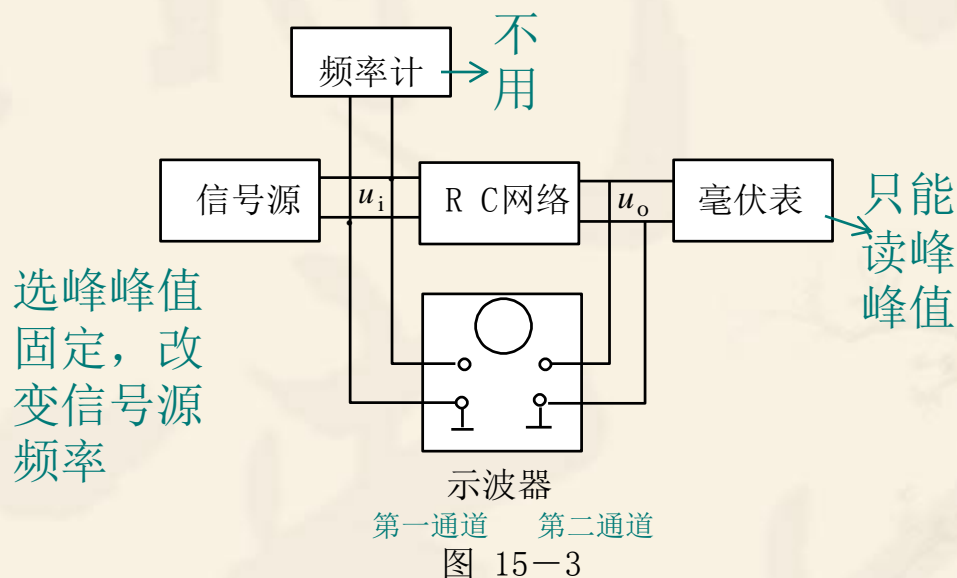 频率计
不
用
信号源
u_i
R C网络
u_o
毫伏表
只能
读峰
峰值
选峰峰值
固定，改
变信号源
频率
示波器
第一通道 第二通道
图 15－3